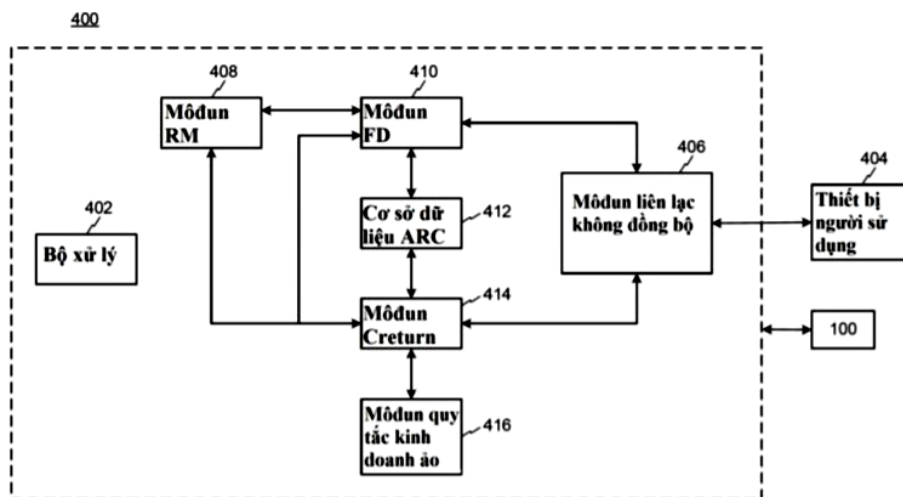 400
408
Môđun
RM
410
Môđun
FD
406
Môđun liên lạc
không đồng bộ
404
Thiết bị
người sử
dụng
402
Bộ xử lý
412
Cơ sở dữ
liệu ARC
414
Môđun
Creturn
100
416
Môđun quy
tắc kinh
doanh ảo